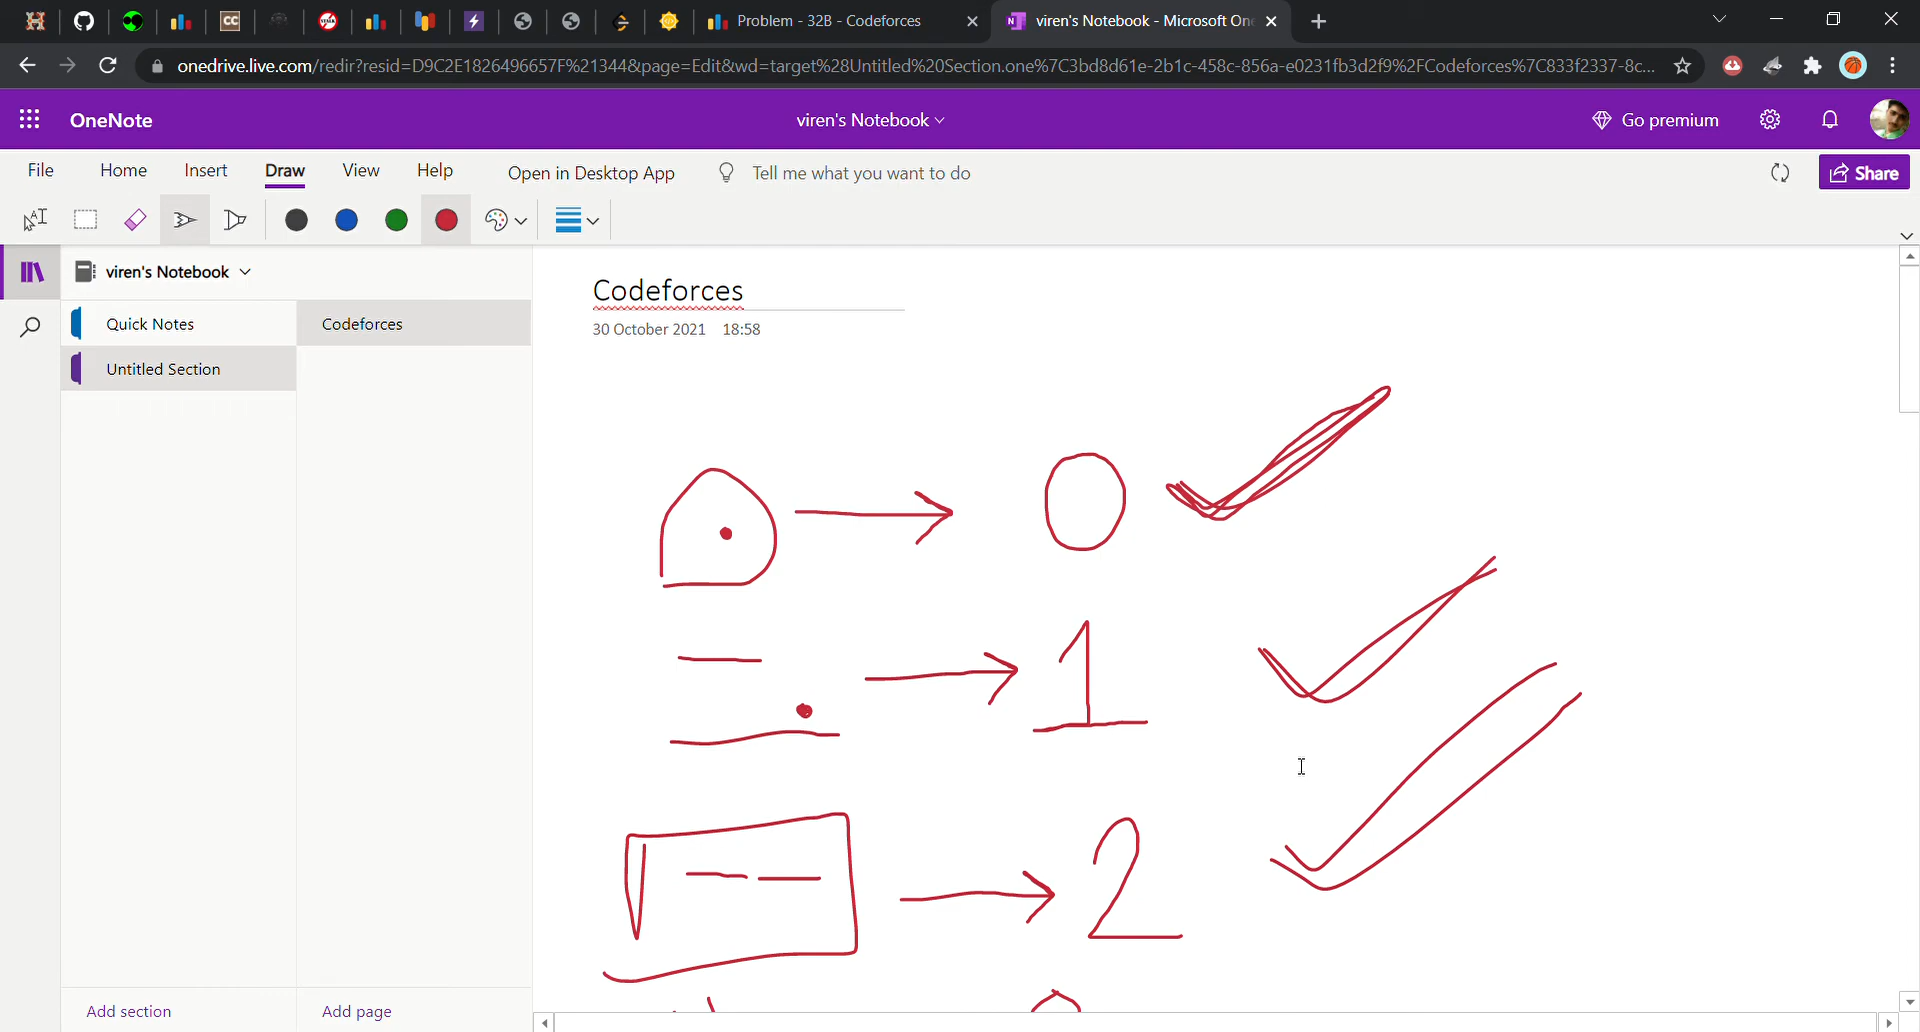 CC
Problem - 32B - Codeforces
viren's Notebook - Microsoft One
onedrive.live.com/redir?resid=D9C2E1826496657F%21344&page=Edit&wd=target%28Untitled%20Section.one%7C3bd8d61e-2b1c-458c-856a-e0231fb3d2f9%2FCodeforces%7C833f2337-8c...
OneNote
viren's Notebook
Go premium
File Home Insert Draw View Help Open in Desktop App Tell me what you want to do
Share
viren's Notebook
Quick Notes
Untitled Section
Codeforces
Add section
Add page
Codeforces
30 October 2021 18:58
. 0
_ . 1
_ _ 2